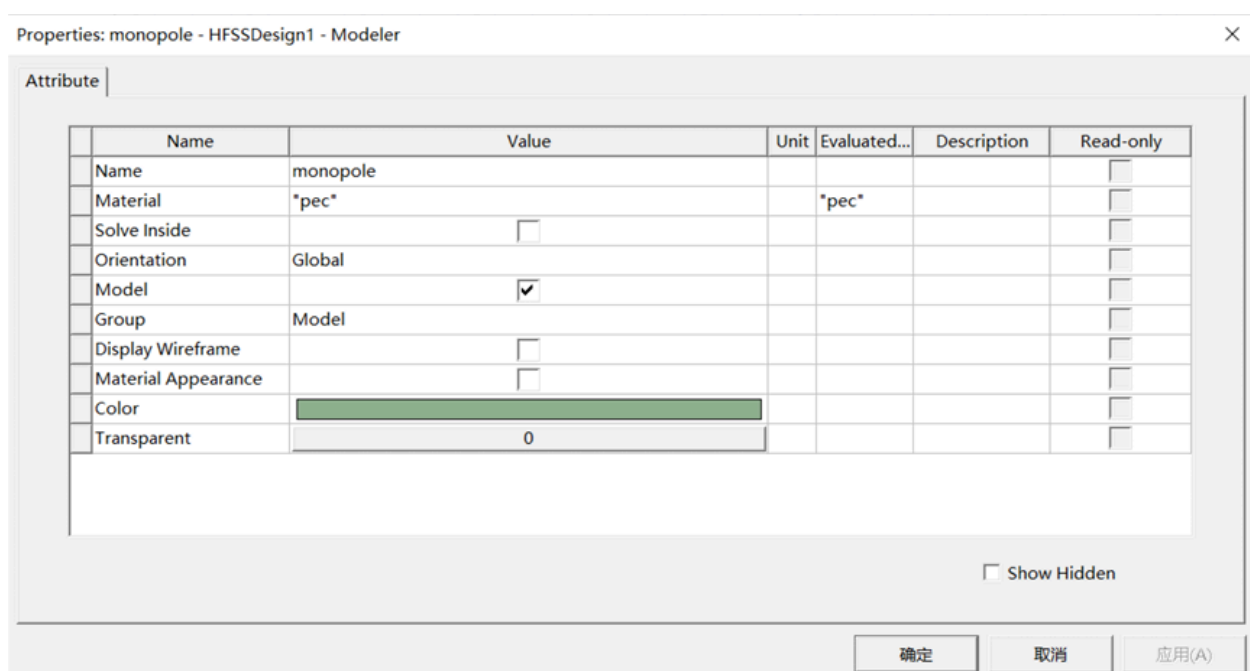 Properties: monopole - HFSSDesign1 - Modeler
Attribute
Name Value Unit Evaluated... Description Read-only
Name monopole
Material "pec" "pec"
Solve Inside
Orientation Global
Model
Group Model
Display Wireframe
Material Appearance
Color
Transparent 0
Show Hidden
确定 取消 应用(A)